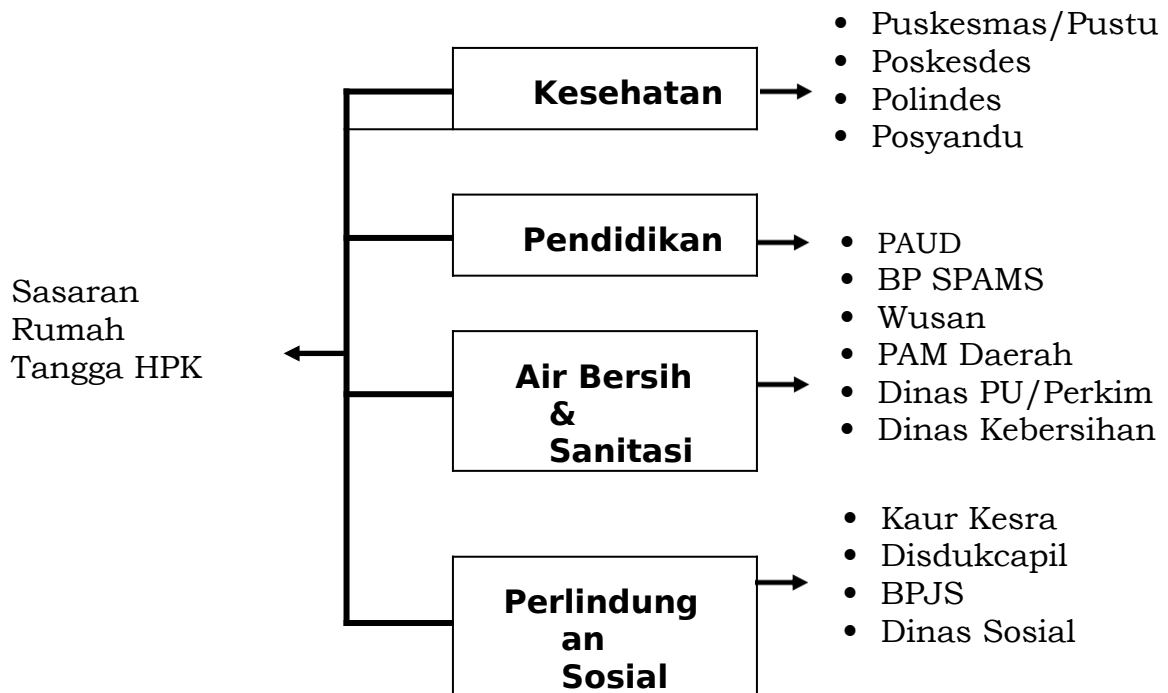 Sasaran
Rumah
Tangga HPK
Kesehatan
• Puskesmas/Pustu
• Poskesdes
• Polindes
• Posyandu
Pendidikan
• PAUD
• BP SPAMS
• Wusan
• PAM Daerah
• Dinas PU/Perkim
• Dinas Kebersihan
Air Bersih
&
Sanitasi
Perlindung
an
Sosial
• Kaur Kesra
• Disdukcapil
• BPJS
• Dinas Sosial